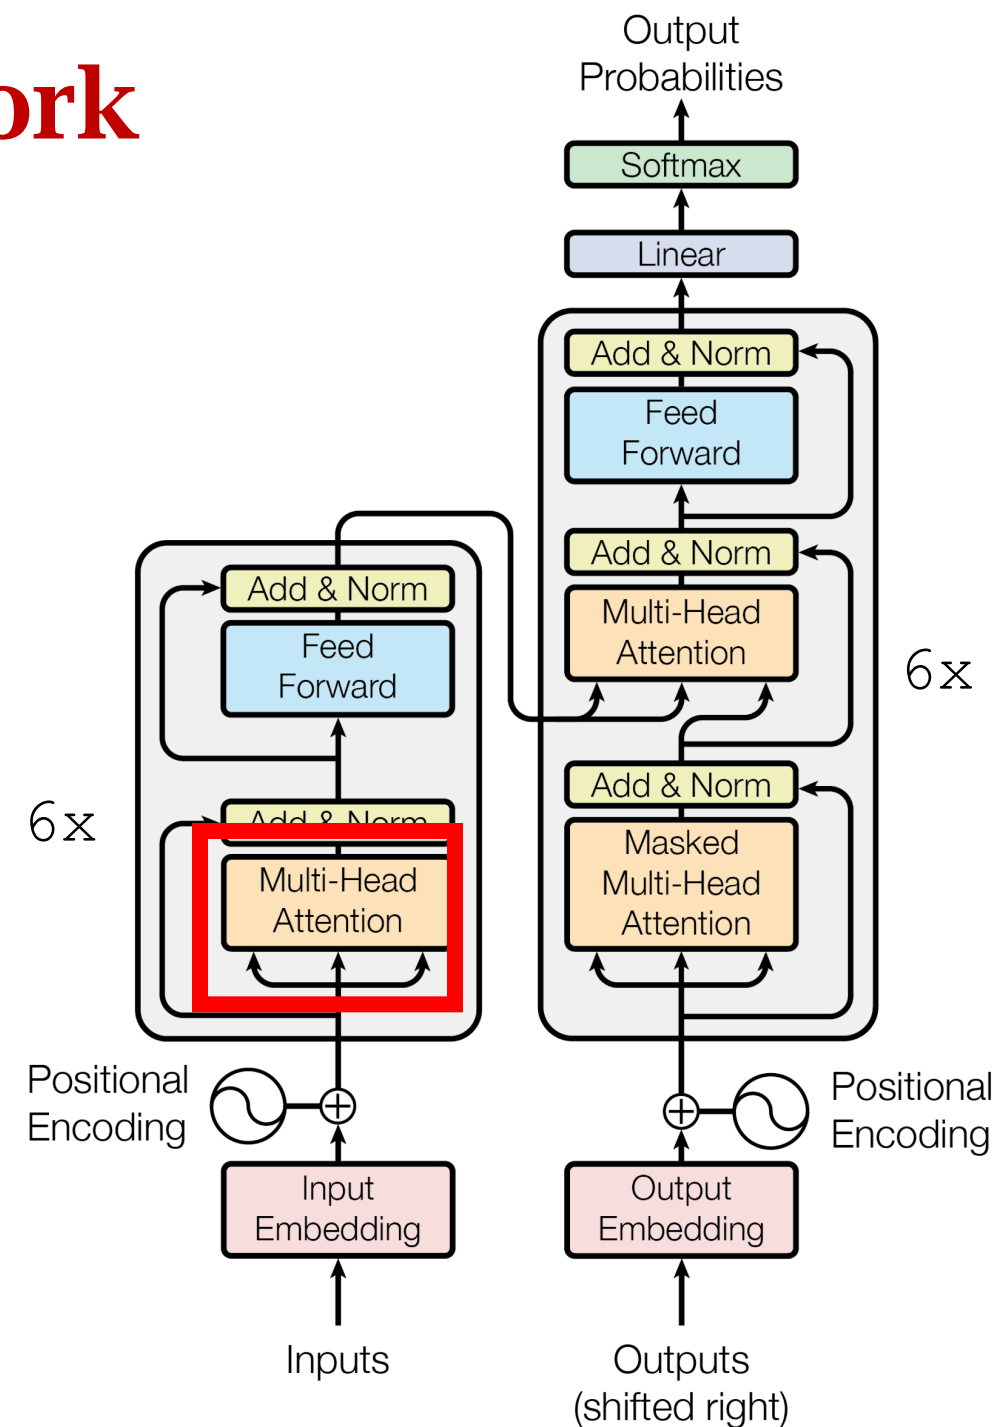 ork
Output
Probabilities
Softmax
Linear
Add & Norm
Feed
Forward
Add & Norm
Multi-Head
Attention
6x
Add & Norm
Masked
Multi-Head
Attention
Add & Norm
Feed
Forward
6x
Add & Norm
Multi-Head
Attention
Positional
Encoding
Positional
Encoding
Input
Embedding
Output
Embedding
Inputs
Outputs
(shifted right)